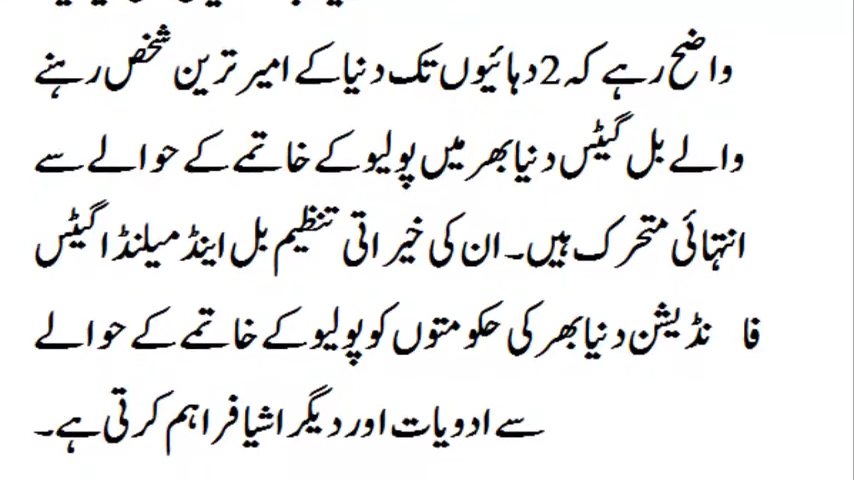 واضح رہے کہ 2 دہائیوں تک دنیا کے امیر ترین شخص رہنے
والے بل گیٹس دنیا بھر میں پولیو کے خاتمے کے حوالے سے
انتہائی متحرک ہیں۔ ان کی خیراتی تنظیم بل اینڈ میلنڈا گیٹس
فا نڈیشن دنیا بھر کی حکومتوں کو پولیو کے خاتمے کے حوالے
سے ادویات اور دیگر اشیا فراہم کرتی ہے۔